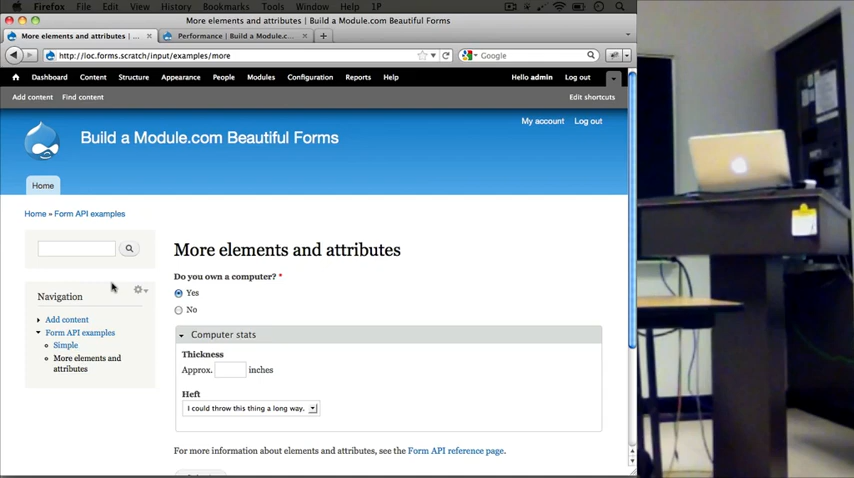 Firefox File Edit View History Bookmarks Tools Window Help 1P
More elements and attributes | Build a Module.com Beautiful Forms
More elements and attributes | ... Performance | Build a Module.c...
http://loc.forms.scratch/input/examples/more
Google
Dashboard Content Structure Appearance People Modules Configuration Reports Help Hello admin Log out
Add content Find content Edit shortcuts
My account Log out
Build a Module.com Beautiful Forms
Home
Home » Form API examples
More elements and attributes
Do you own a computer? *
Yes
No
Navigation
Add content
Form API examples
Simple
More elements and
attributes
Computer stats
Thickness
Approx. inches
Heft
I could throw this thing a long way.
For more information about elements and attributes, see the Form API reference page.